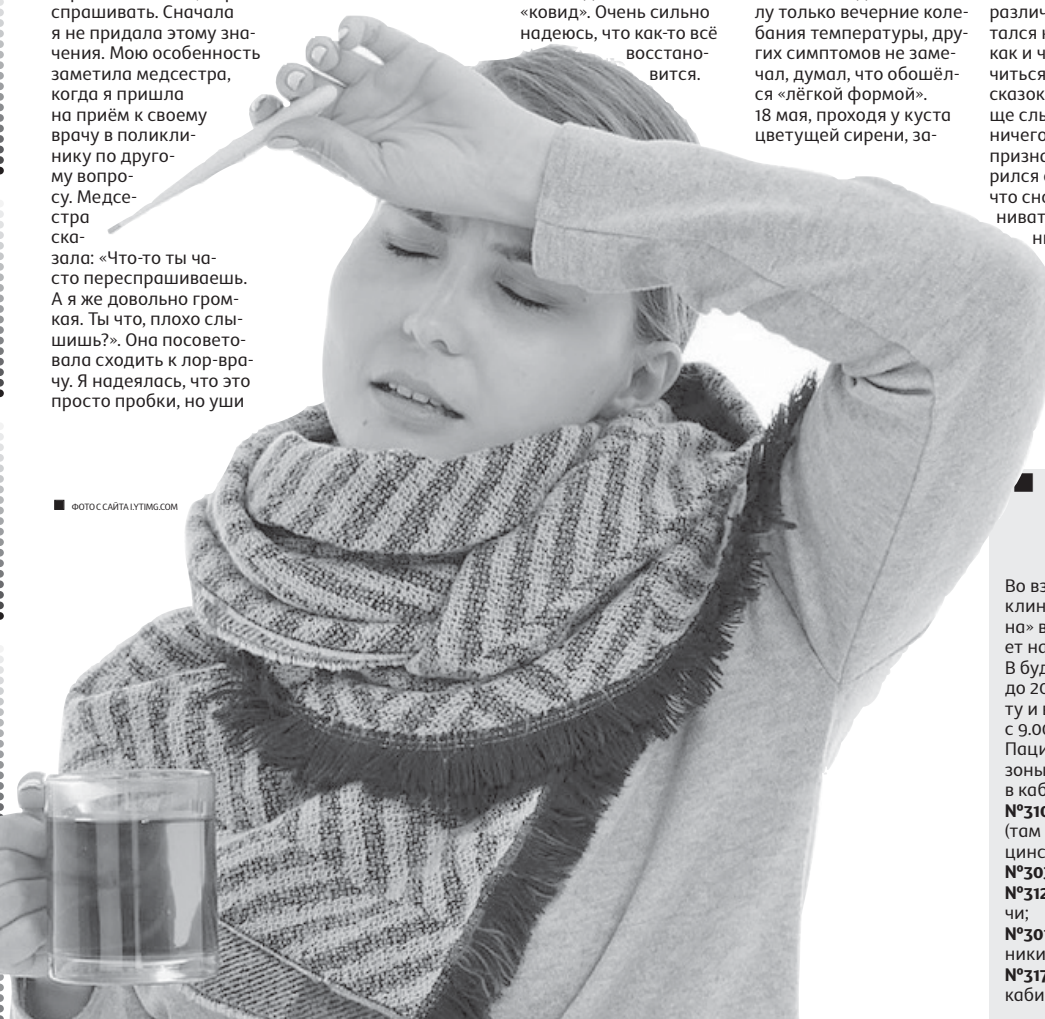 спрашивать. Сначала
я не придала этому зна-
чения. Мою особенность
заметила медсестра,
когда я пришла
на приём к своему
врачу в поликли-
нику по друго-
му вопро-
су. Медсе-
стра
ска-
зала: «Что-то ты ча-
сто переспрашиваешь.
А я же довольно гром-
кая. Ты что, плохо слы-
шишь?». Она посовето-
вала сходить к лор-вра-
чу. Я надеялась, что это
просто пробки, но уши
ФОТО С САЙТА I.YTIMG.COM
«ковид». Очень сильно
надеюсь, что как-то всё
восстано-
вится.
лу только вечерние коле-
бания температуры, дру-
гих симптомов не заме-
чал, думал, что обошёл-
ся «лёгкой формой».
18 мая, проходя у куста
цветущей сирени, за-
различ
тался н
как и ч
читься
сказок
ще слы
ничего
призно
рился
что сно
нивать
Во вз
клин
на» в
ет на
В буд
до 20
ту и в
с 9.00
Паци
зоны
в каб
№310
(там
цинс
№30
№312
чи;
№30
ники
№317
каби